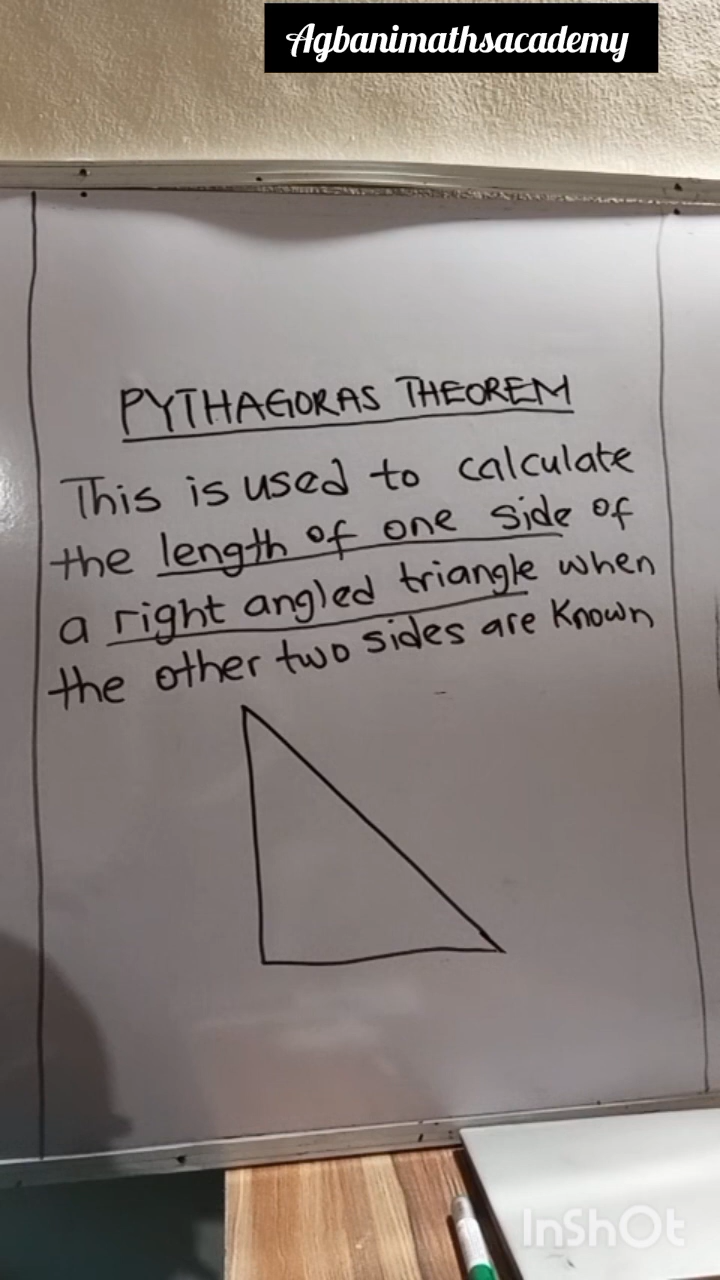 Agbanimathsacademy
PYTHAGORAS THEOREM
This is used to calculate
the length of one side of
a right angled triangle when
the other two sides are known
InShOt